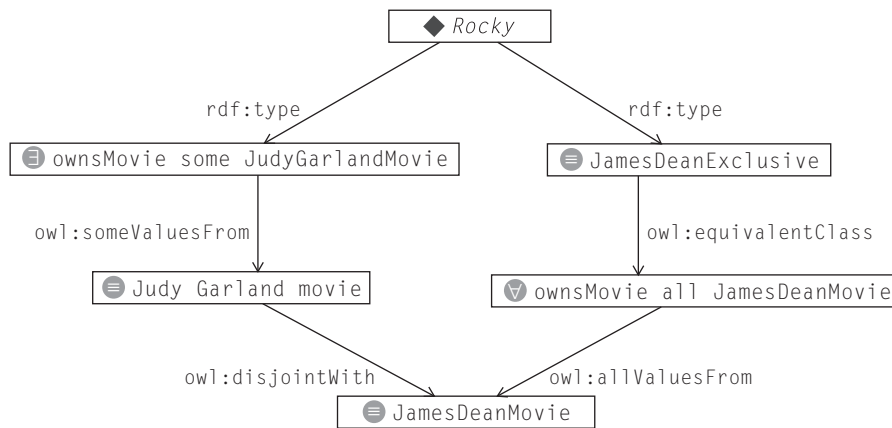 Rocky
rdf:type
rdf:type
∃ ownsMovie some JudyGarlandMovie
≡ JamesDeanExclusive
owl:someValuesFrom
owl:equivalentClass
≡ Judy Garland movie
∀ ownsMovie all JamesDeanMovie
owl:disjointWith
owl:allValuesFrom
≡ JamesDeanMovie